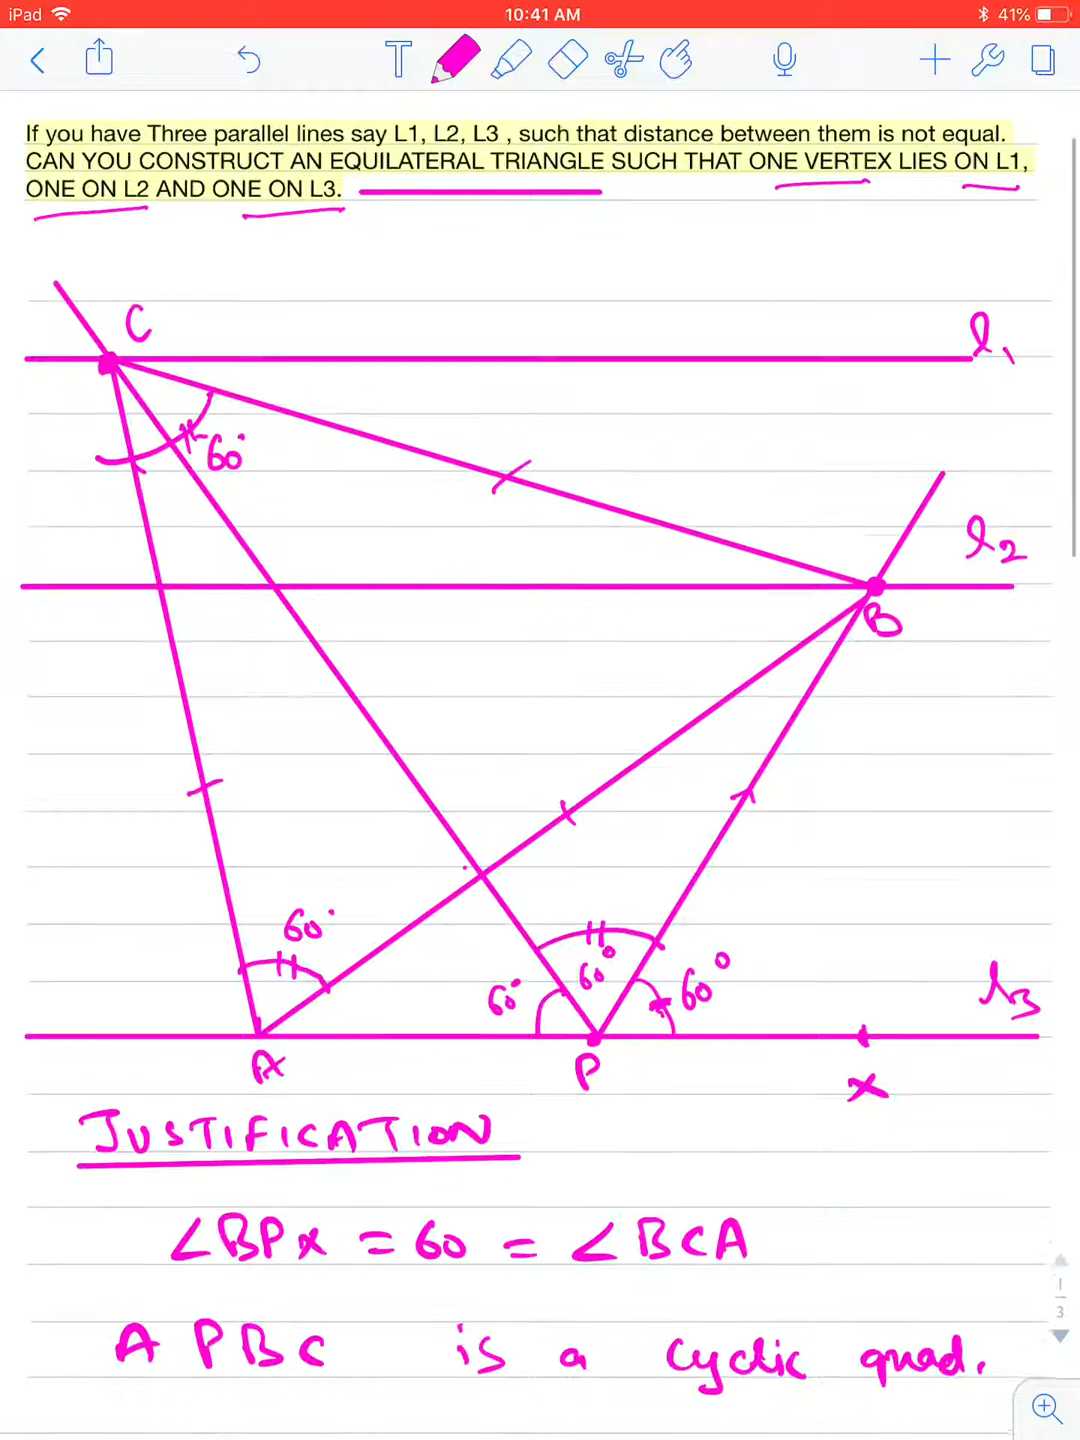 iPad 10:41 AM 41%
T
If you have Three parallel lines say L1, L2, L3 , such that distance between them is not equal.
CAN YOU CONSTRUCT AN EQUILATERAL TRIANGLE SUCH THAT ONE VERTEX LIES ON L1,
ONE ON L2 AND ONE ON L3.
C
l₁
60°
l₂
B
60°
60° 60° 60°
l₃
A P x
JUSTIFICATION
∠BPx = 60 = ∠BCA
1
3
A P B C is a cyclic quad.